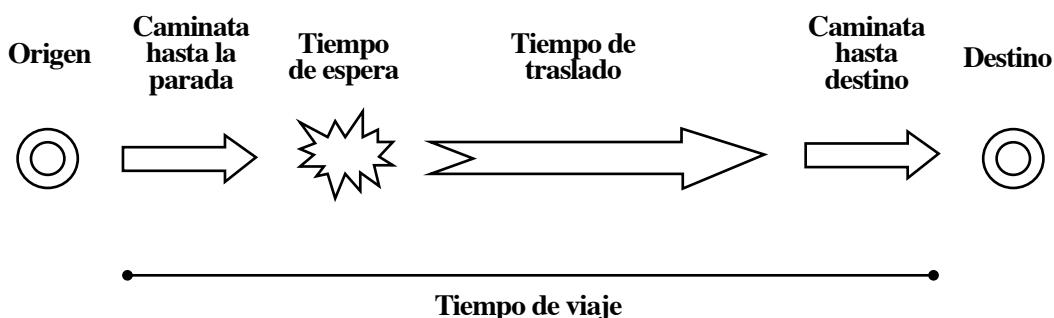 Origen
Caminata
hasta la
parada
Tiempo
de espera
Tiempo de
traslado
Caminata
hasta
destino
Destino
Tiempo de viaje